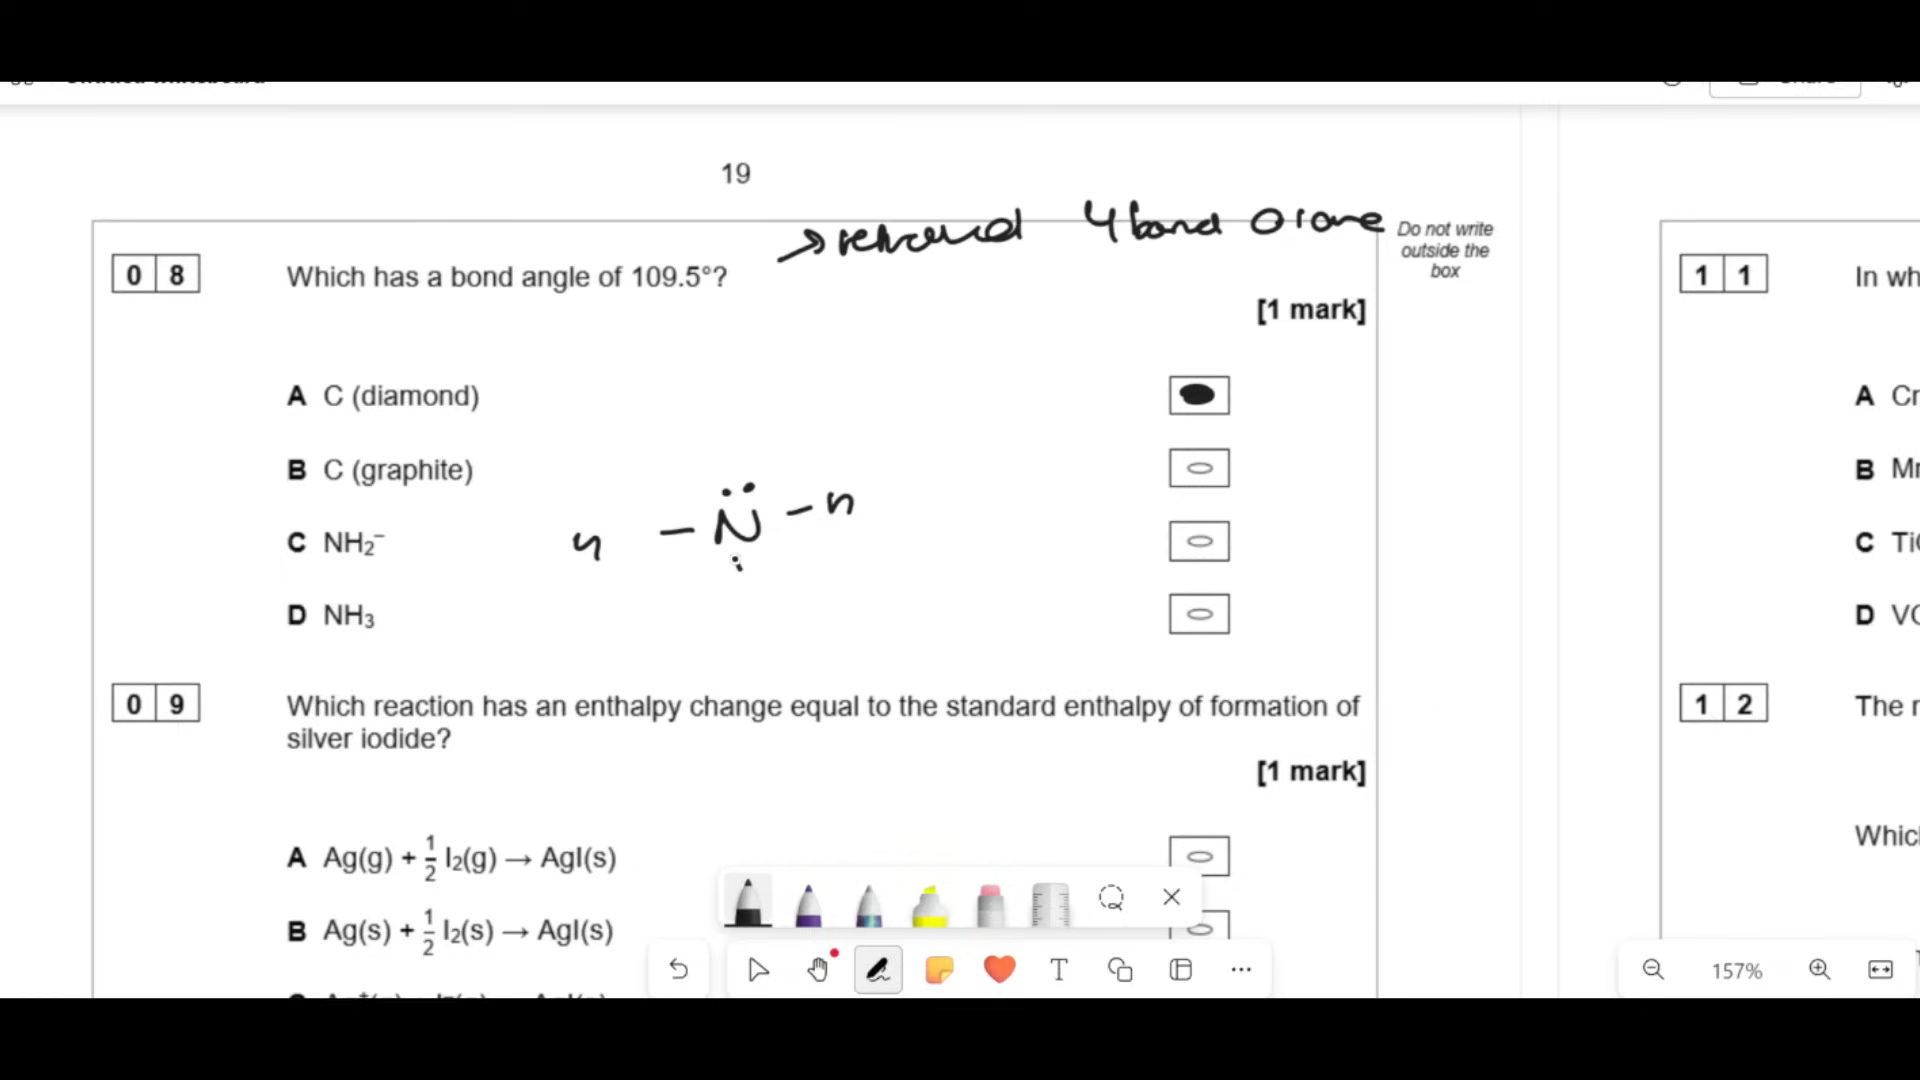 19
→ tetrahedral 4 bond 0 lone
Do not write
outside the
box
0 8 Which has a bond angle of 109.5°?
[1 mark]
A C (diamond)
B C (graphite)
C NH₂⁻
D NH₃
H – N – H
0 9 Which reaction has an enthalpy change equal to the standard enthalpy of formation of
silver iodide?
[1 mark]
A Ag(g) + 1/2 I₂(g) → AgI(s)
B Ag(s) + 1/2 I₂(s) → AgI(s)
1 1 In wh
A Cr
B Mn
C Ti
D VO
1 2 The r
Whic
T
157%